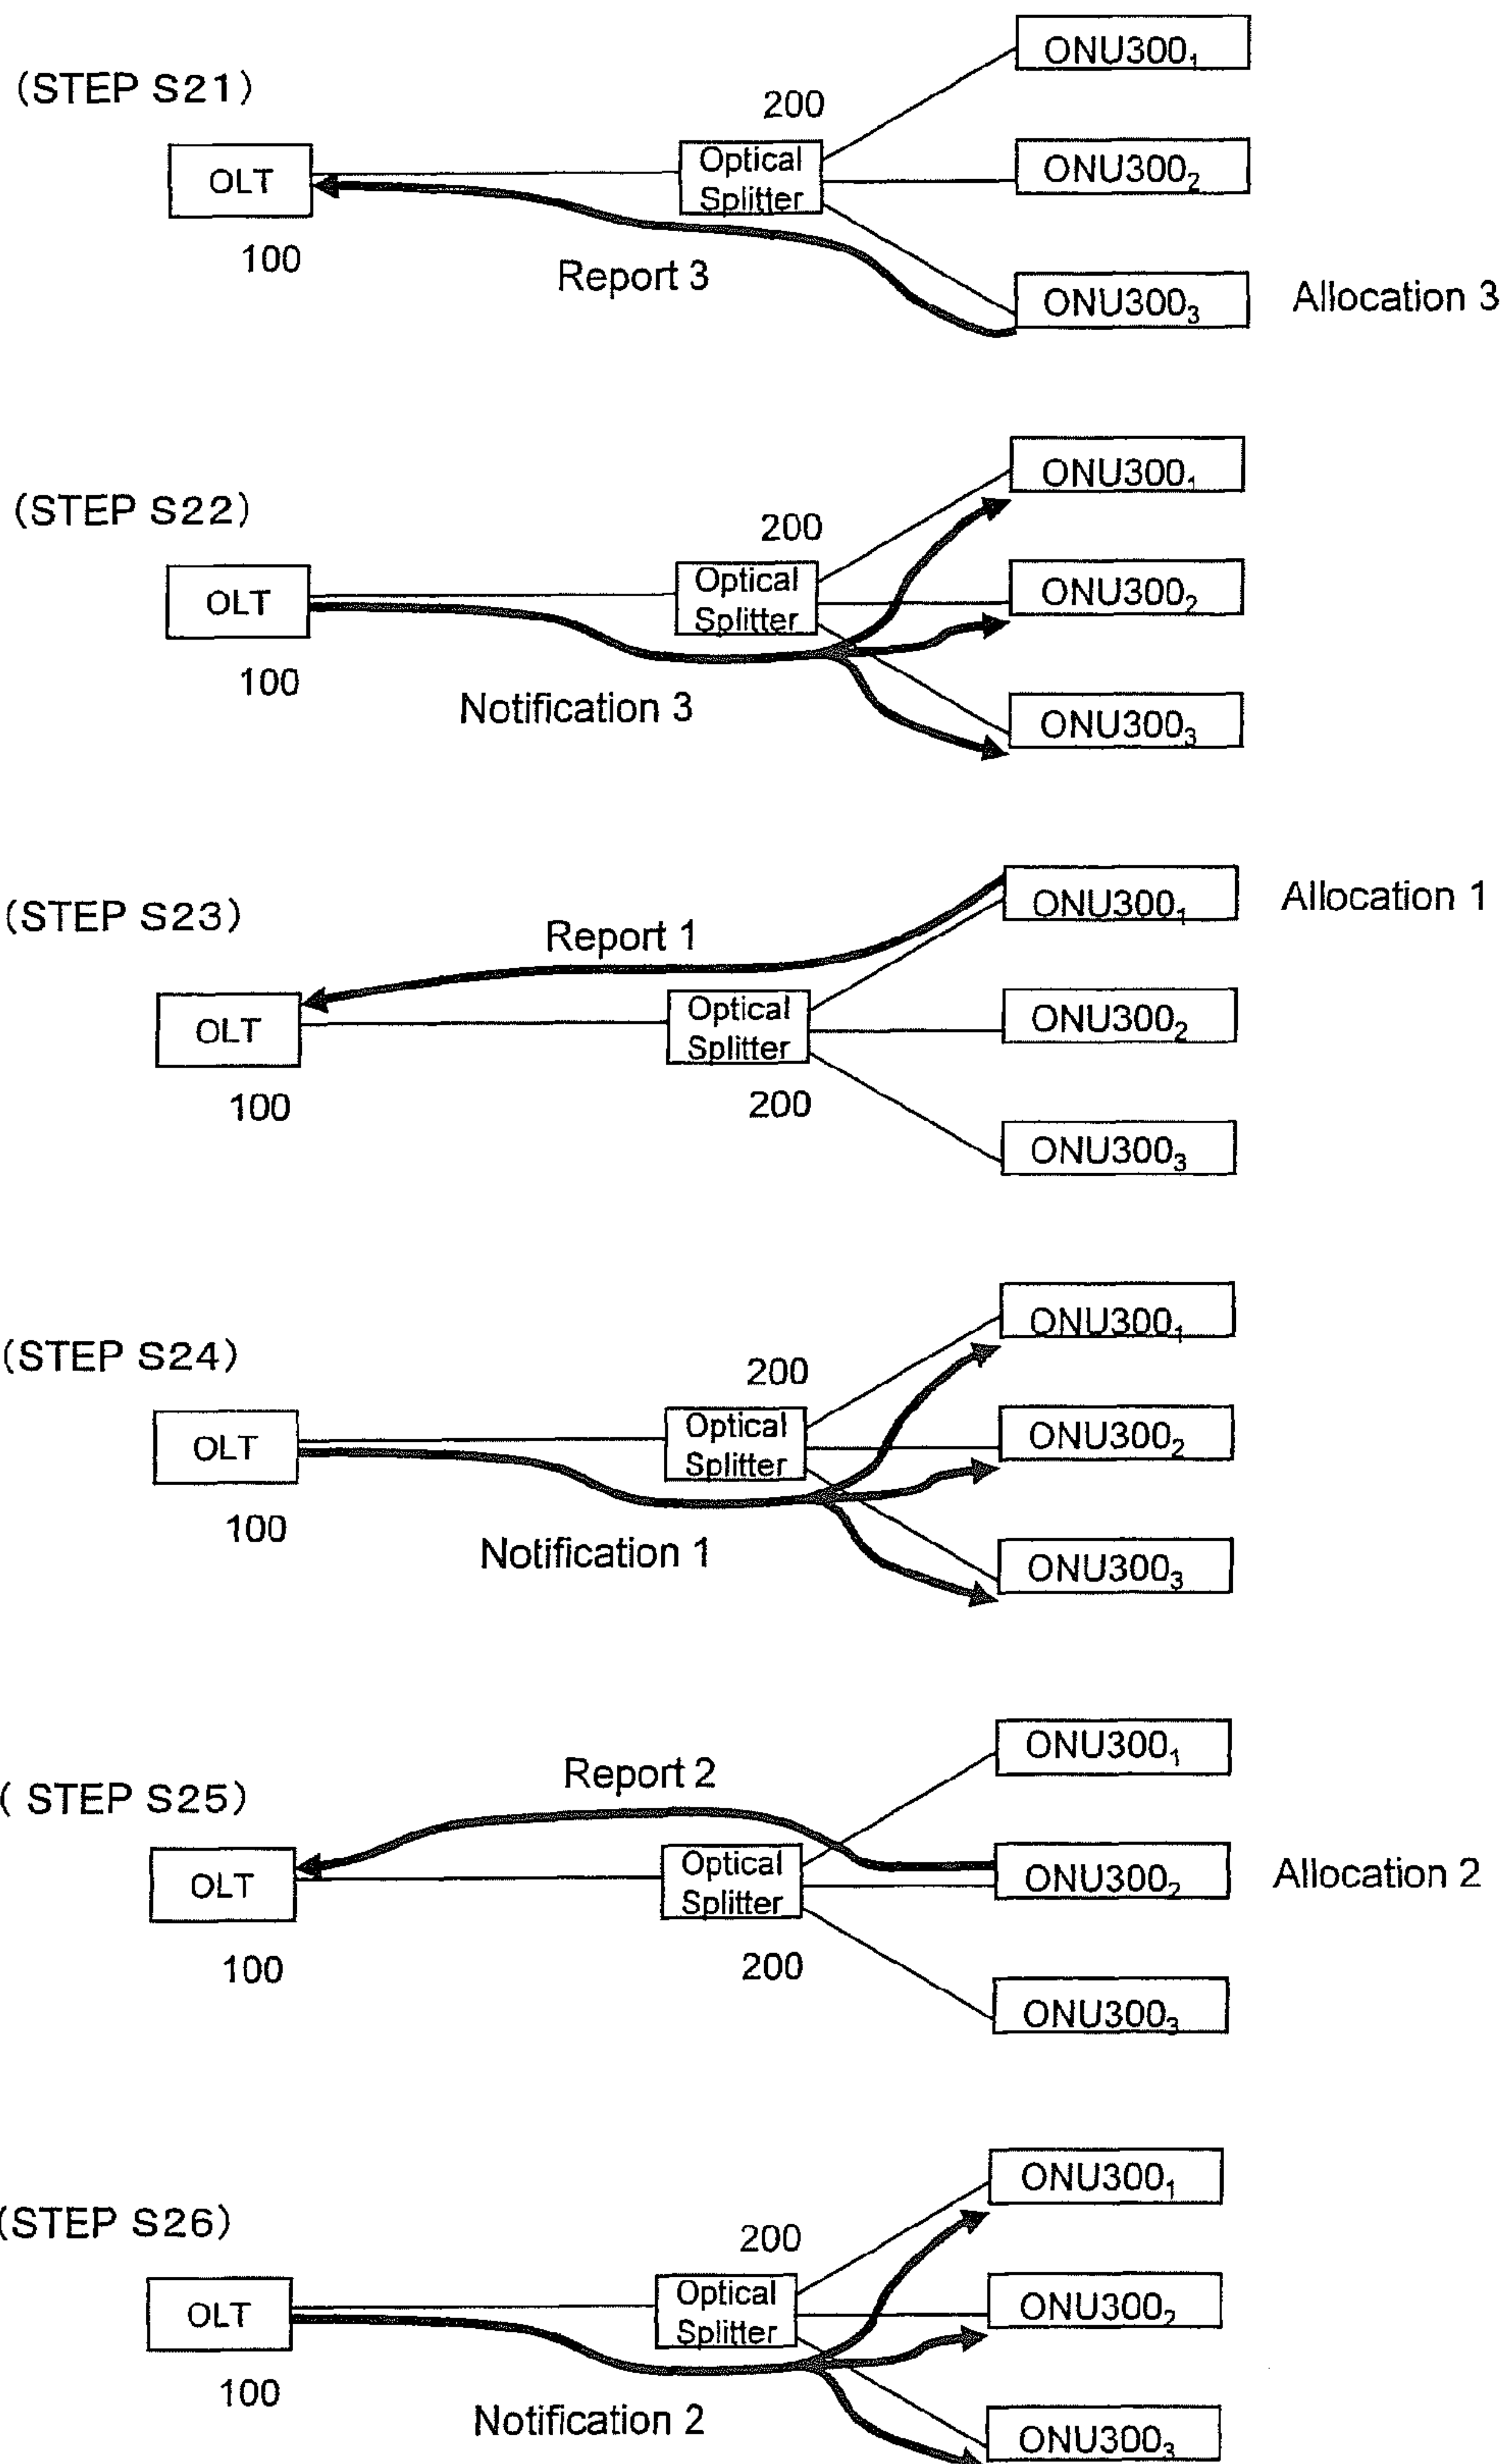 (STEP S21)
ONU300₁
200
OLT
Optical
Splitter
ONU300₂
100
Report 3
ONU300₃
Allocation 3
(STEP S22)
ONU300₁
200
OLT
Optical
Splitter
ONU300₂
100
Notification 3
ONU300₃
(STEP S23)
Report 1
ONU300₁
Allocation 1
OLT
Optical
Splitter
ONU300₂
100
200
ONU300₃
(STEP S24)
ONU300₁
200
OLT
Optical
Splitter
ONU300₂
100
Notification 1
ONU300₃
( STEP S25)
Report 2
ONU300₁
OLT
Optical
Splitter
ONU300₂
Allocation 2
100
200
ONU300₃
(STEP S26)
ONU300₁
200
OLT
Optical
Splitter
ONU300₂
100
Notification 2
ONU300₃